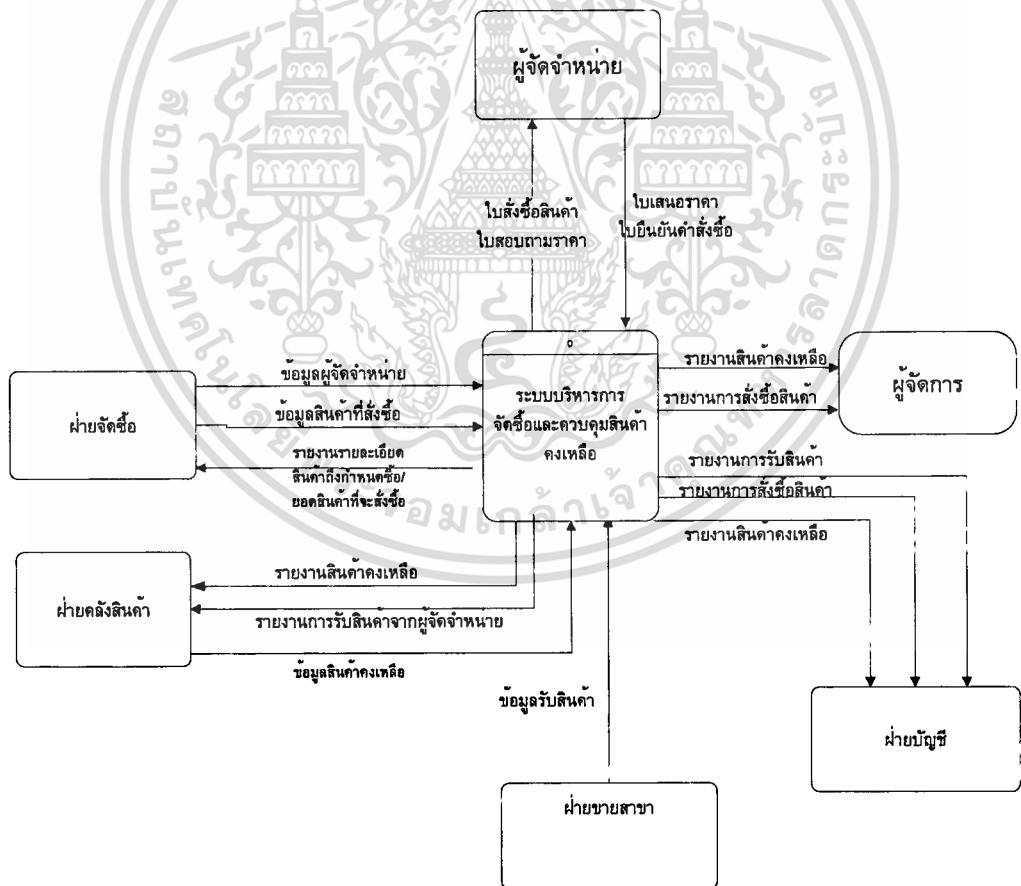 ผู้จัดจำหน่าย
ใบสั่งซื้อสินค้า
ใบสอบถามราคา
ใบเสนอราคา
ใบยืนยันคำสั่งซื้อ
0
ระบบบริหารการ
จัดซื้อและควบคุมสินค้า
คงเหลือ
ฝ่ายจัดซื้อ
ข้อมูลผู้จัดจำหน่าย
ข้อมูลสินค้าที่สั่งซื้อ
รายงานรายละเอียด
สินค้าถึงกำหนดซื้อ/
ยอดสินค้าที่จะสั่งซื้อ
รายงานสินค้าคงเหลือ
รายงานการสั่งซื้อสินค้า
ผู้จัดการ
รายงานการรับสินค้า
รายงานการสั่งซื้อสินค้า
รายงานสินค้าคงเหลือ
ฝ่ายคลังสินค้า
รายงานสินค้าคงเหลือ
รายงานการรับสินค้าจากผู้จัดจำหน่าย
ข้อมูลสินค้าคงเหลือ
ข้อมูลรับสินค้า
ฝ่ายบัญชี
ฝ่ายขายสาขา